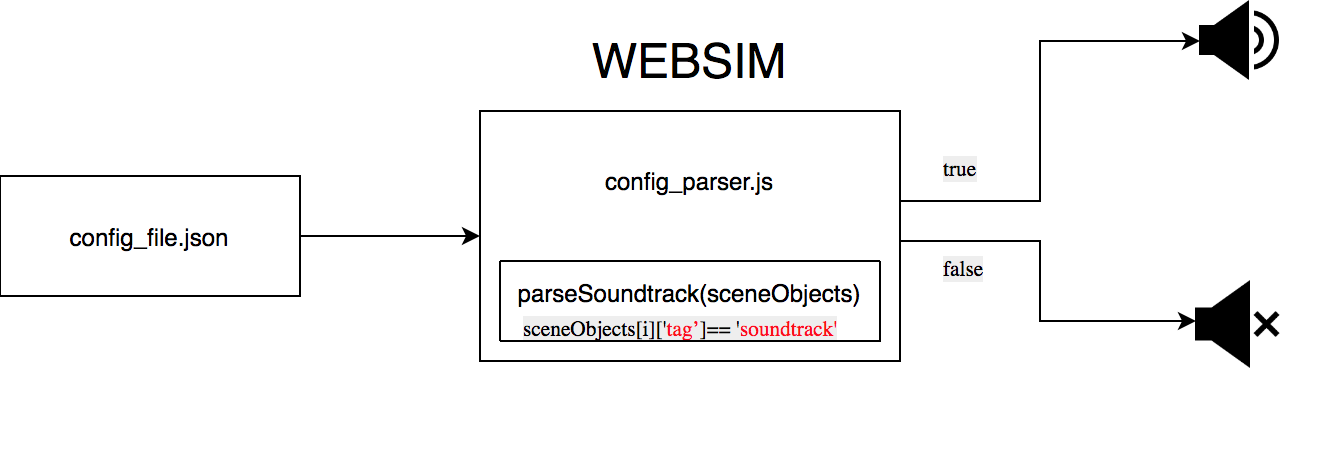 WEBSIM
config_file.json
config_parser.js
parseSoundtrack(sceneObjects)
sceneObjects[i]['tag’]== 'soundtrack'
true
false